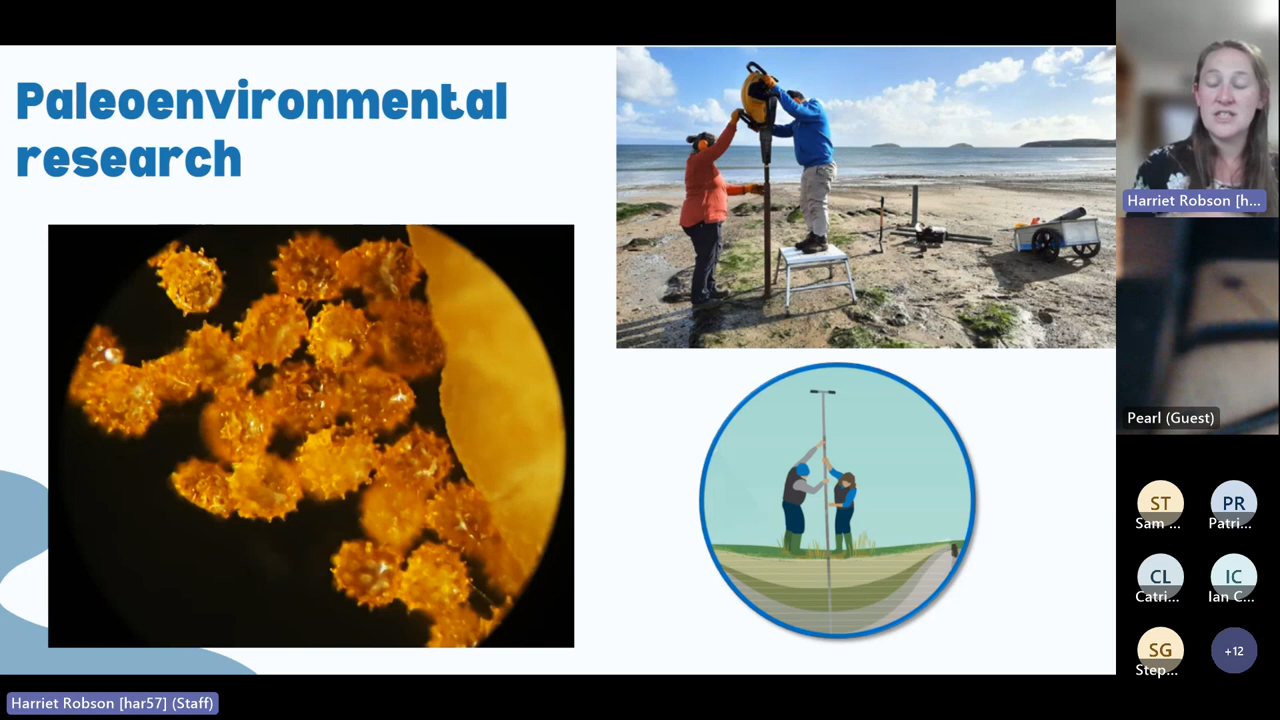 Paleoenvironmental
research
Harriet Robson [h...
Pearl (Guest)
ST
Sam ...
PR
Patri...
CL
Catri...
IC
Ian C...
SG
Step...
+12
Harriet Robson [har57] (Staff)